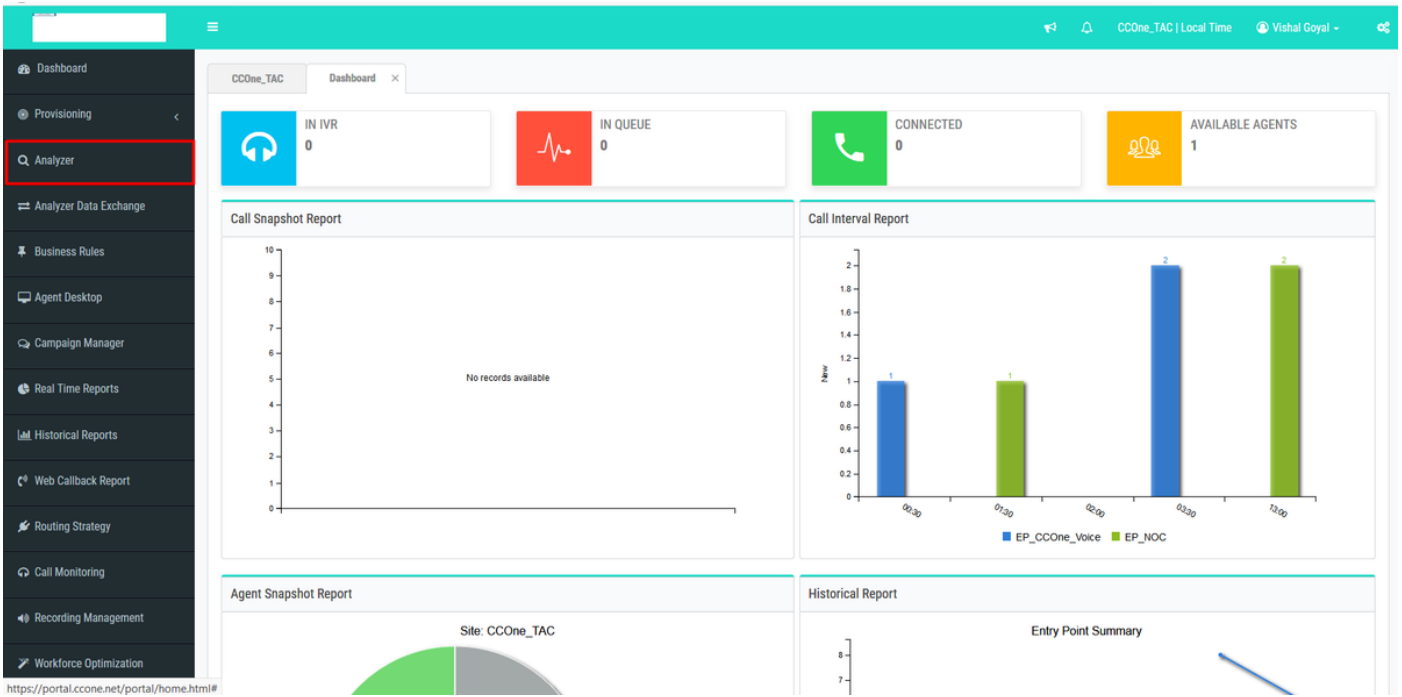 CCOne_TAC | Local Time
Vishal Goyal
Dashboard
Provisioning
Analyzer
Analyzer Data Exchange
Business Rules
Agent Desktop
Campaign Manager
Real Time Reports
Historical Reports
Web Callback Report
Routing Strategy
Call Monitoring
Recording Management
Workforce Optimization
https://portal.ccone.net/portal/home.html#
CCOne_TAC
Dashboard
IN IVR
0
IN QUEUE
0
CONNECTED
0
AVAILABLE AGENTS
1
Call Snapshot Report
10
9
8
7
6
5
4
3
2
1
0
No records available
Call Interval Report
New
2
1.8
1.6
1.4
1.2
1
0.8
0.6
0.4
0.2
0
1
1
2
2
00:30
01:30
02:00
03:30
13:00
EP_CCOne_Voice
EP_NOC
Agent Snapshot Report
Site: CCOne_TAC
Historical Report
Entry Point Summary
8
7